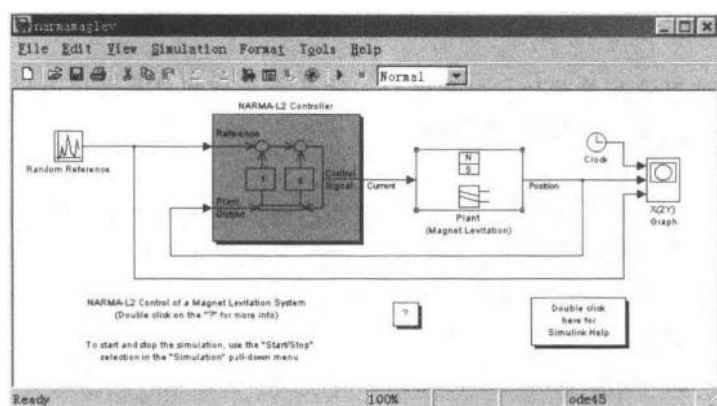 narmamaglev
File Edit View Simulation Format Tools Help
Normal
NARMA-L2 Controller
Reference
Random Reference
f
g
Control
Signal
Plant
Output
Current
N
S
Plant
(Magnet Levitation)
Position
Clock
X(2Y)
Graph
NARMA-L2 Control of a Magnet Levitation System
(Double click on the "?" for more info)
?
Double click
here for
Simulink Help
To start and stop the simulation, use the "Start/Stop"
selection in the "Simulation" pull-down menu
Ready
100%
ode45